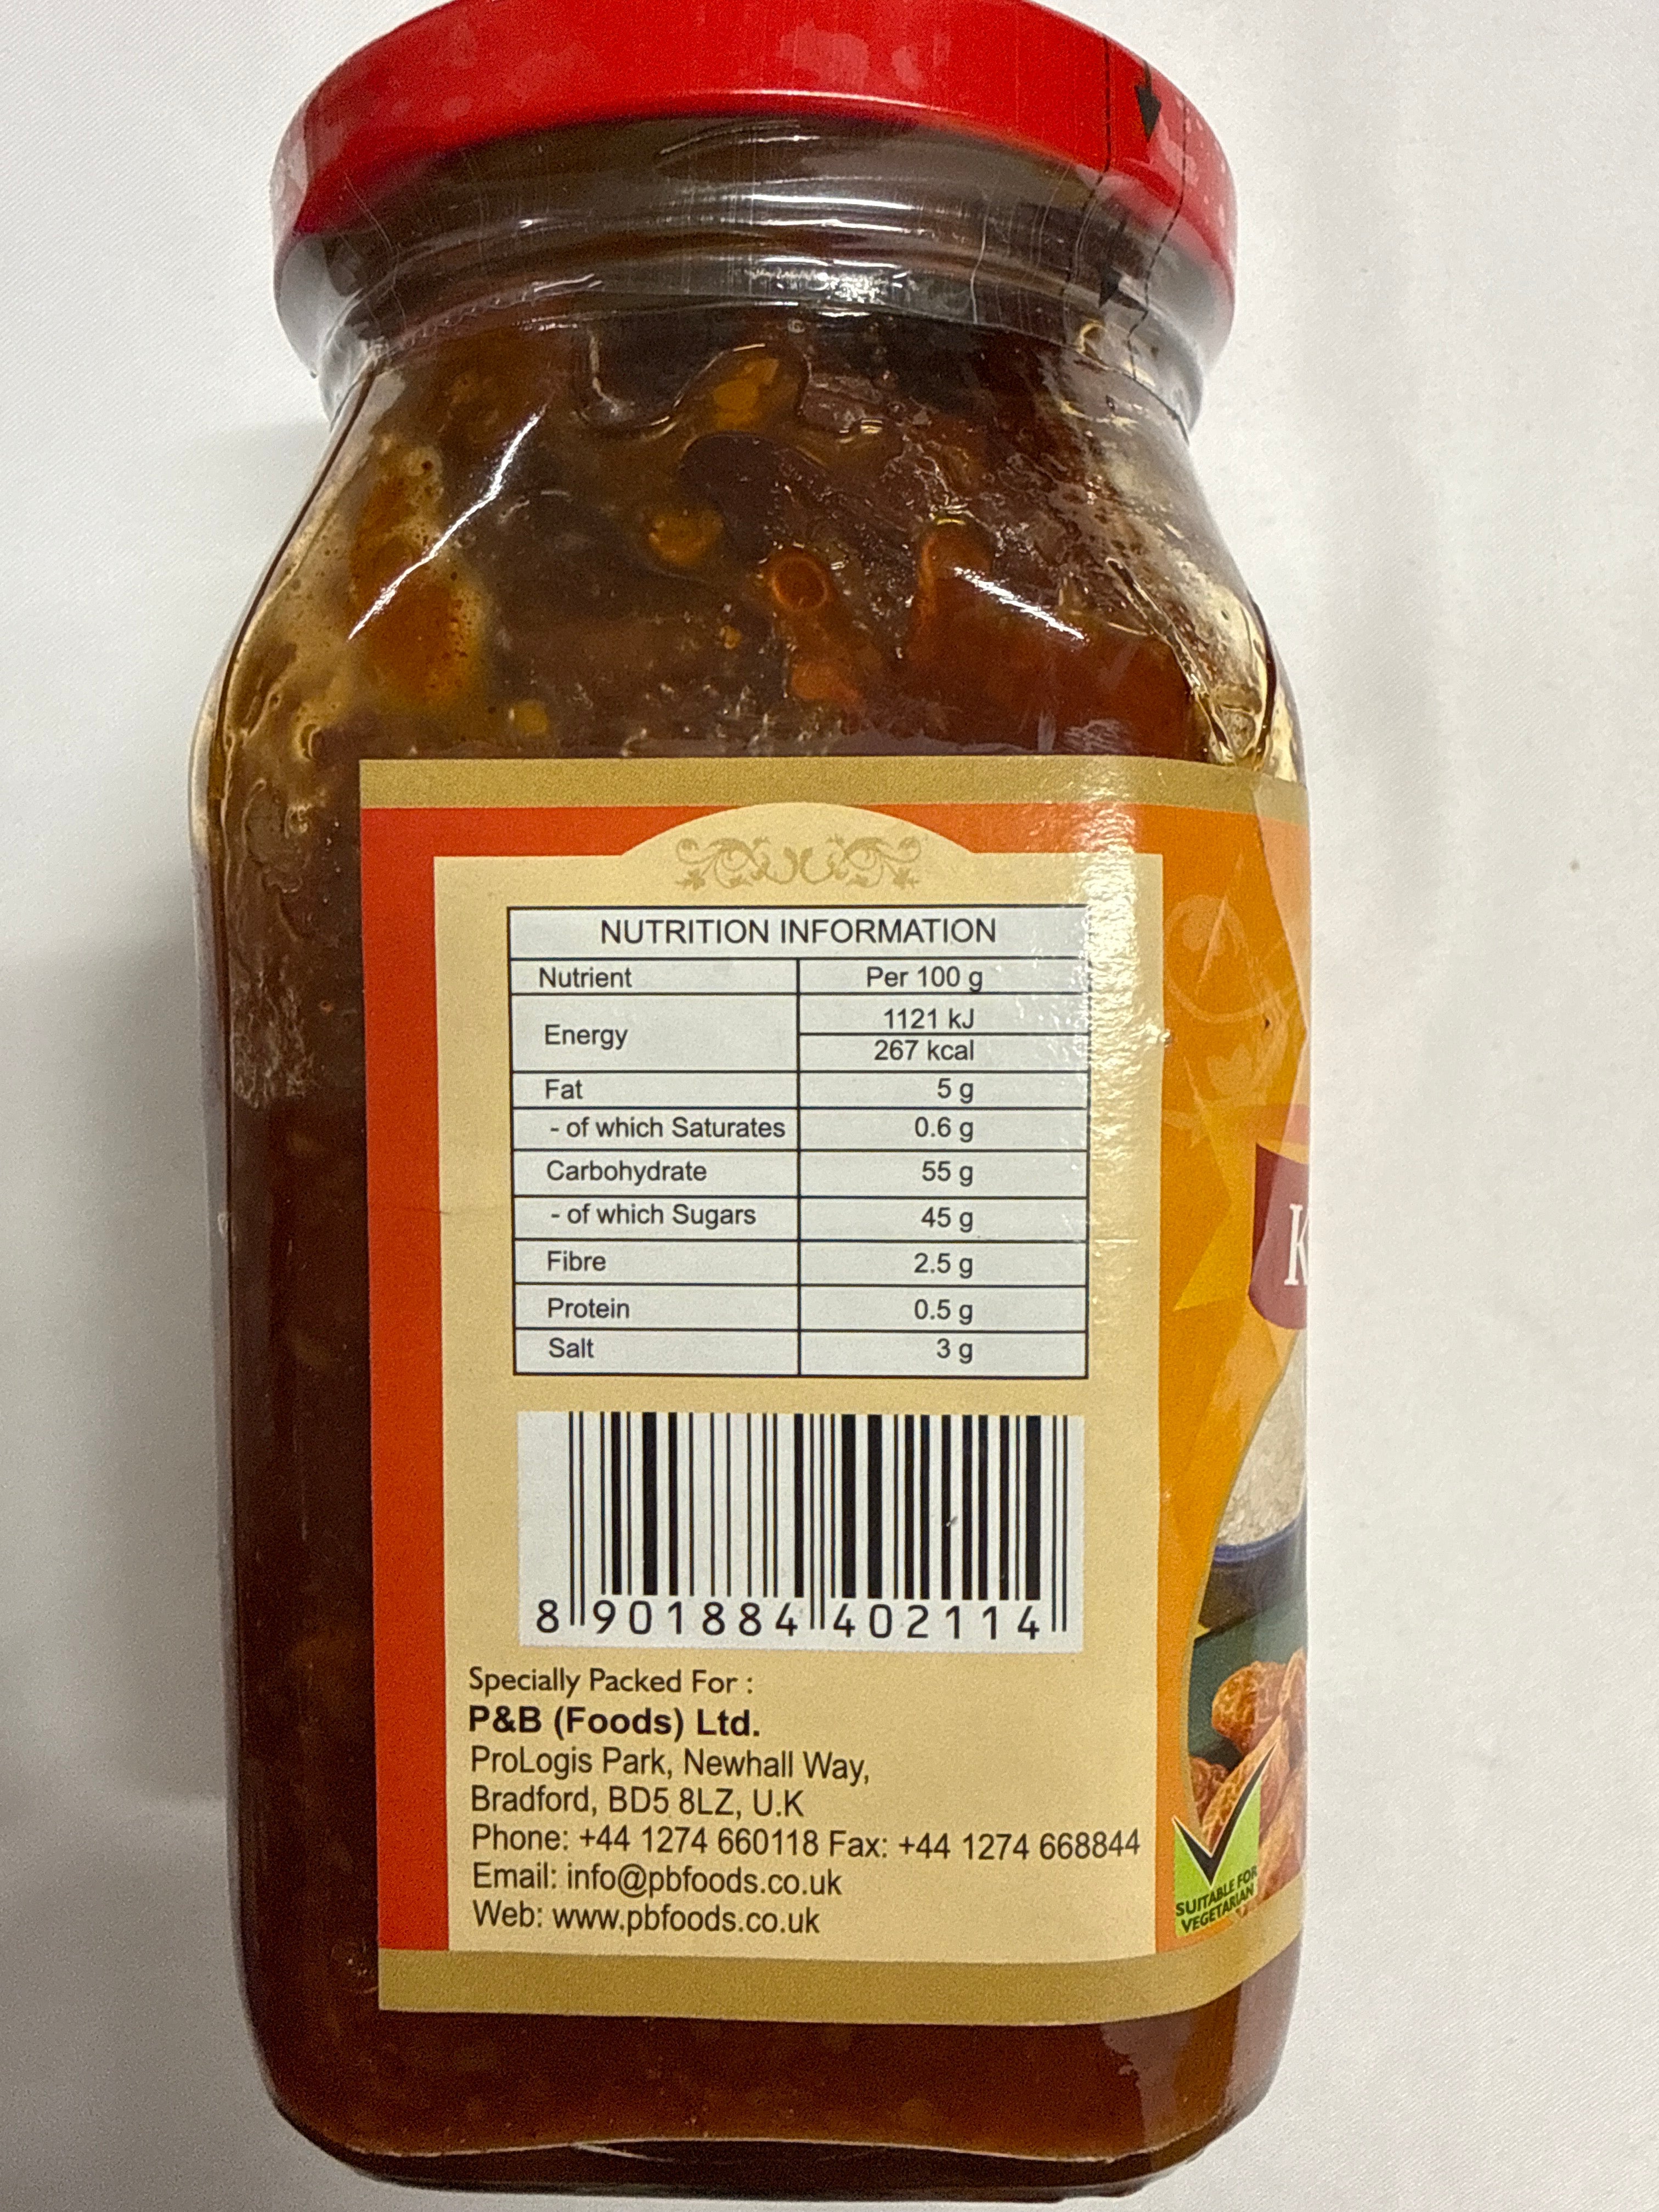 NUTRITION INFORMATION
Nutrient Per 100 g
Energy 1121 kJ
267 kcal
Fat 5 g
- of which Saturates 0.6 g
Carbohydrate 55 g
- of which Sugars 45 g
Fibre 2.5 g
Protein 0.5 g
Salt 3 g
8 901884 402114
Specially Packed For :
P&B (Foods) Ltd.
ProLogis Park, Newhall Way,
Bradford, BD5 8LZ, U.K
Phone: +44 1274 660118 Fax: +44 1274 668844
Email: info@pbfoods.co.uk
Web: www.pbfoods.co.uk
K
SUITABLE FOR
VEGETARIAN